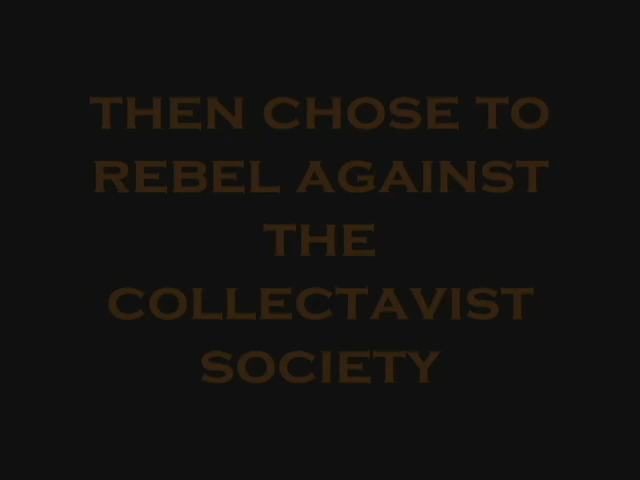 THEN CHOSE TO
REBEL AGAINST
THE
COLLECTAVIST
SOCIETY